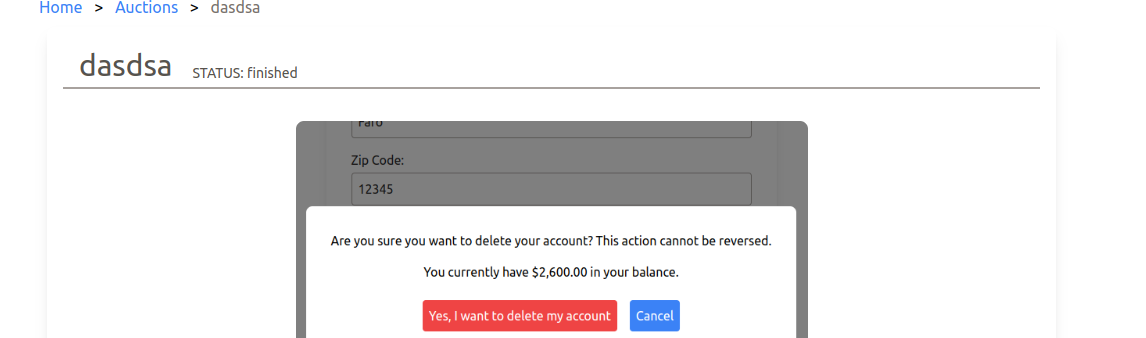 Home > Auctions > dasdsa
dasdsa STATUS: finished
Faro
Zip Code:
12345
Are you sure you want to delete your account? This action cannot be reversed.
You currently have $2,600.00 in your balance.
Yes, I want to delete my account Cancel